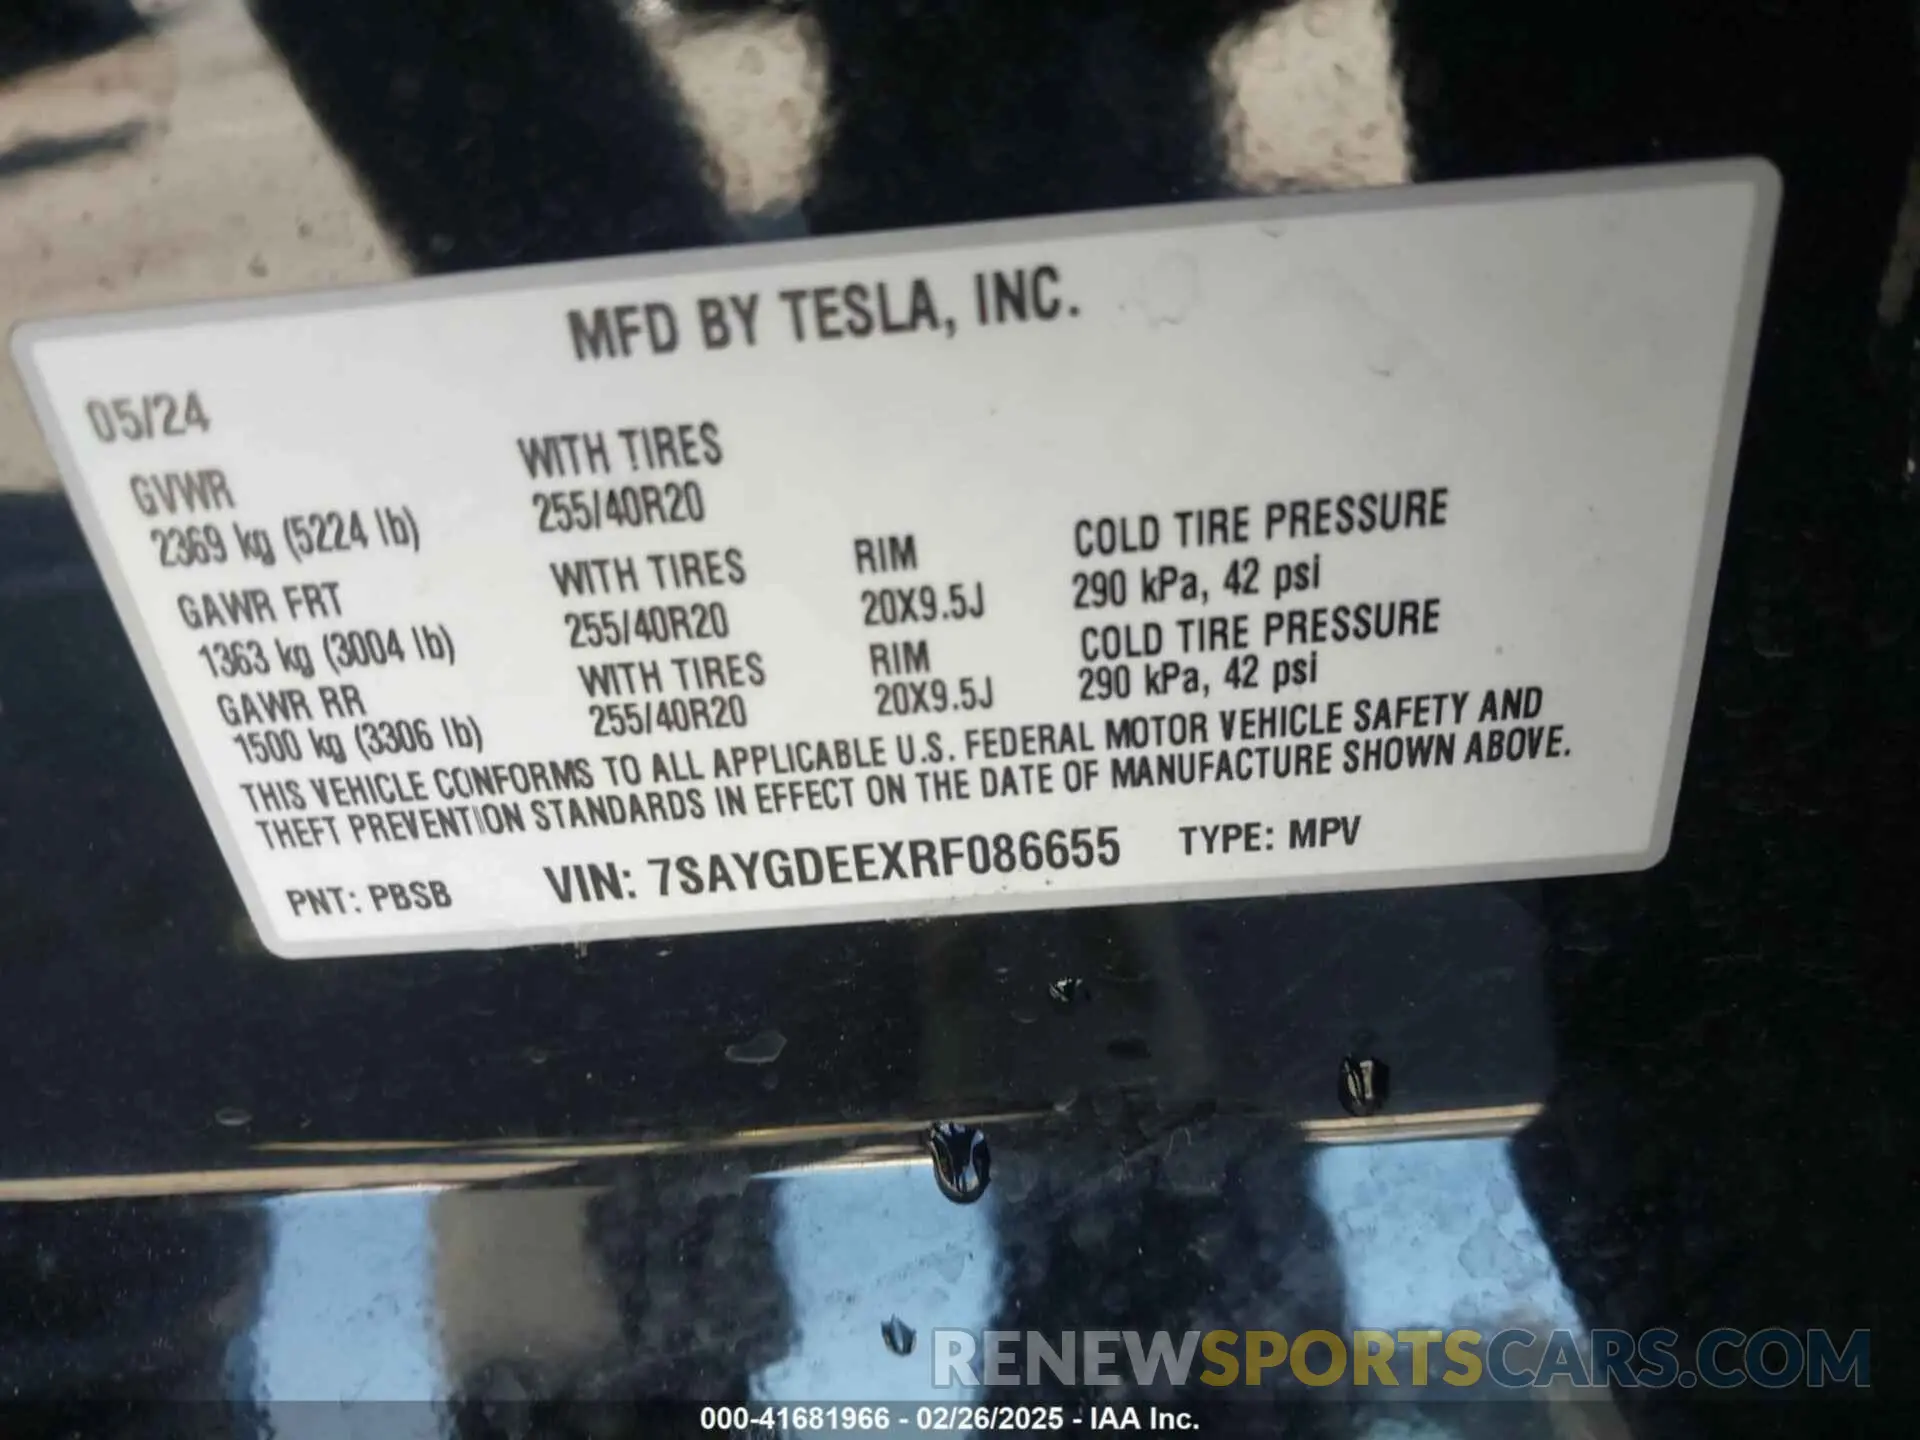 MFD BY TESLA, INC.
05/24
GVWR WITH TIRES
2369 kg (5224 lb) 255/40R20
GAWR FRT WITH TIRES RIM COLD TIRE PRESSURE
1363 kg (3004 lb) 255/40R20 20X9.5J 290 kPa, 42 psi
GAWR RR WITH TIRES RIM COLD TIRE PRESSURE
1500 kg (3306 lb) 255/40R20 20X9.5J 290 kPa, 42 psi
THIS VEHICLE CONFORMS TO ALL APPLICABLE U.S. FEDERAL MOTOR VEHICLE SAFETY AND
THEFT PREVENTION STANDARDS IN EFFECT ON THE DATE OF MANUFACTURE SHOWN ABOVE.
PNT: PBSB VIN: 7SAYGDEEXRF086655 TYPE: MPV
RENEWSPORTSCARS.COM
000-41681966 - 02/26/2025 - IAA Inc.